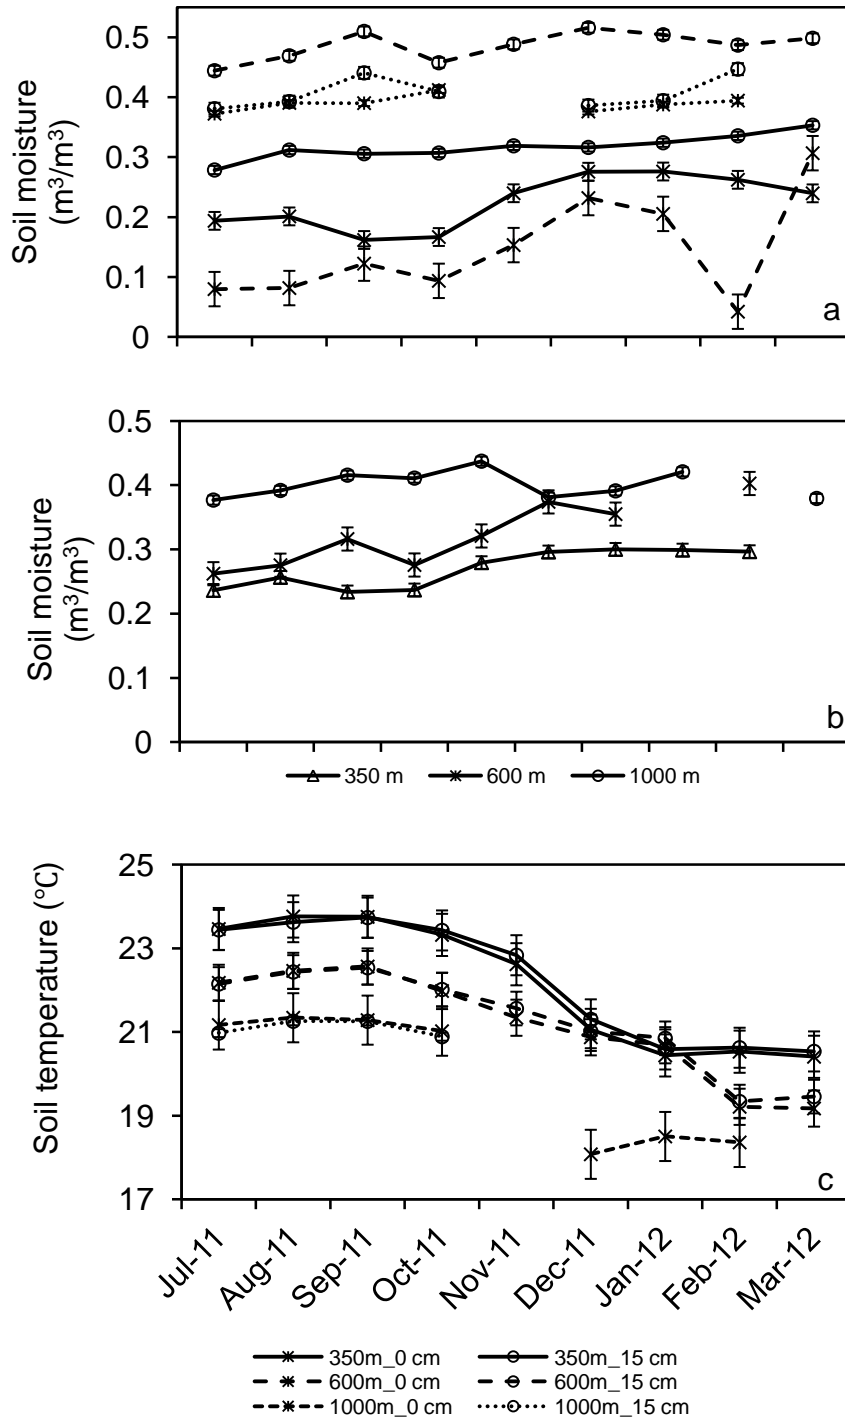 0.5
0.4
0.3
0.2
0.1
0
Soil moisture
(m³/m³)
a
0.5
0.4
0.3
0.2
0.1
0
Soil moisture
(m³/m³)
b
350 m 600 m 1000 m
25
23
21
19
17
Soil temperature (°C)
c
Jul-11 Aug-11 Sep-11 Oct-11 Nov-11 Dec-11 Jan-12 Feb-12 Mar-12
350m_0 cm 350m_15 cm
600m_0 cm 600m_15 cm
1000m_0 cm 1000m_15 cm